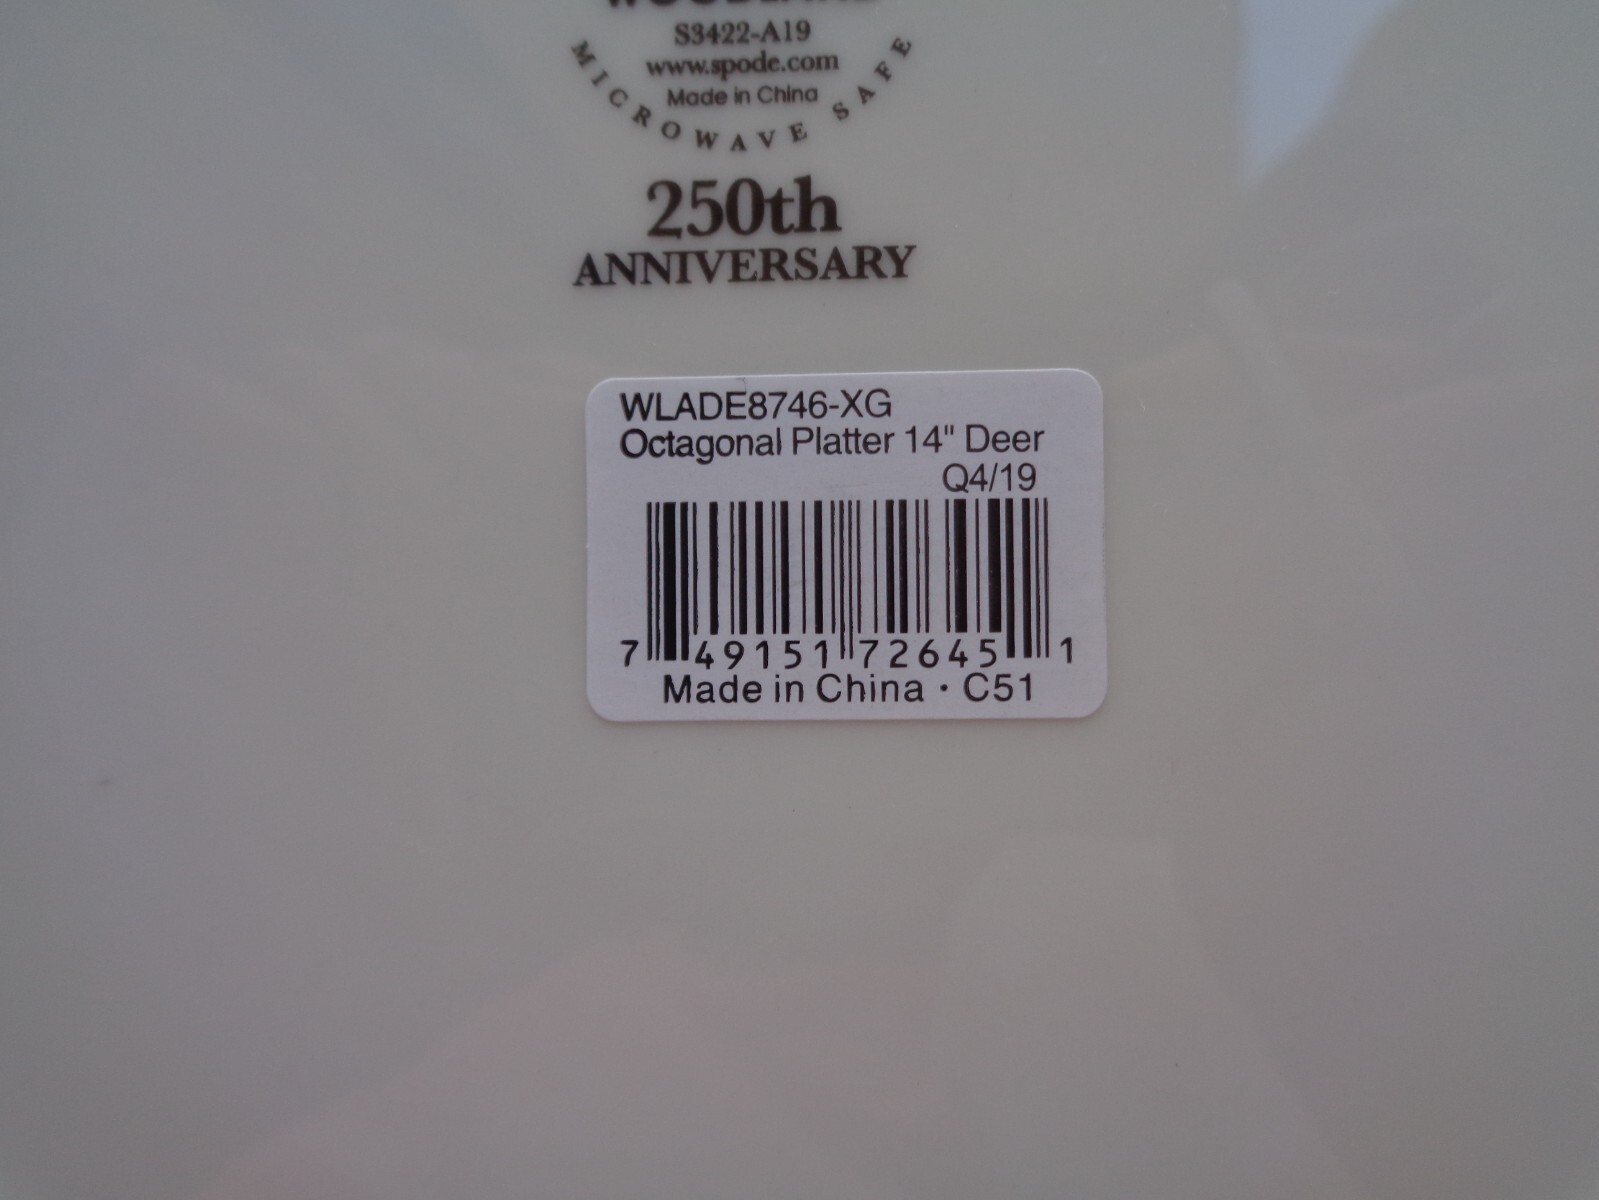 S3422-A19
www.spode.com
Made in China
MICROWAVE SAFE
250th
ANNIVERSARY
WLADE8746-XG
Octagonal Platter 14" Deer
Q4/19
7 49151 72645 1
Made in China · C51